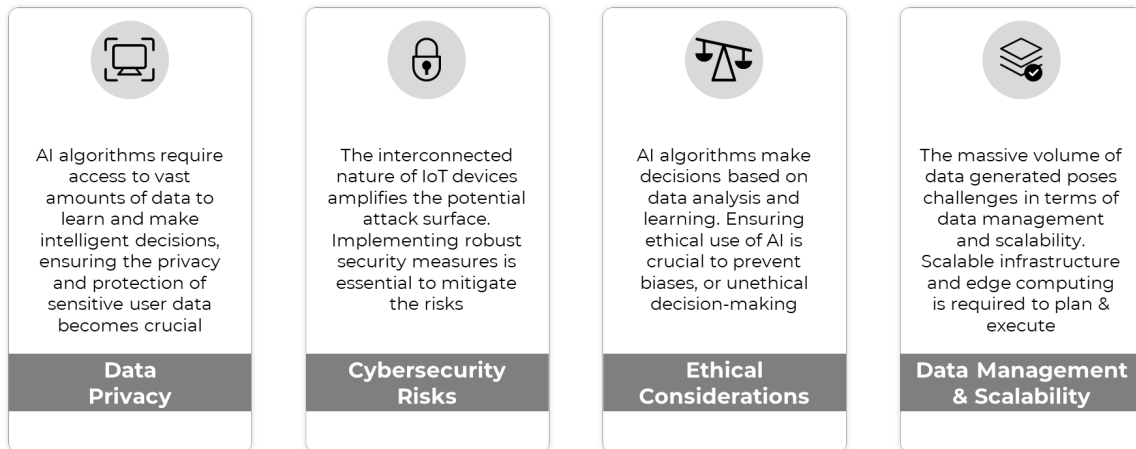 AI algorithms require
access to vast
amounts of data to
learn and make
intelligent decisions,
ensuring the privacy
and protection of
sensitive user data
becomes crucial
Data
Privacy
The interconnected
nature of IoT devices
amplifies the potential
attack surface.
Implementing robust
security measures is
essential to mitigate
the risks
Cybersecurity
Risks
AI algorithms make
decisions based on
data analysis and
learning. Ensuring
ethical use of AI is
crucial to prevent
biases, or unethical
decision-making
Ethical
Considerations
The massive volume of
data generated poses
challenges in terms of
data management
and scalability.
Scalable infrastructure
and edge computing
is required to plan &
execute
Data Management
& Scalability